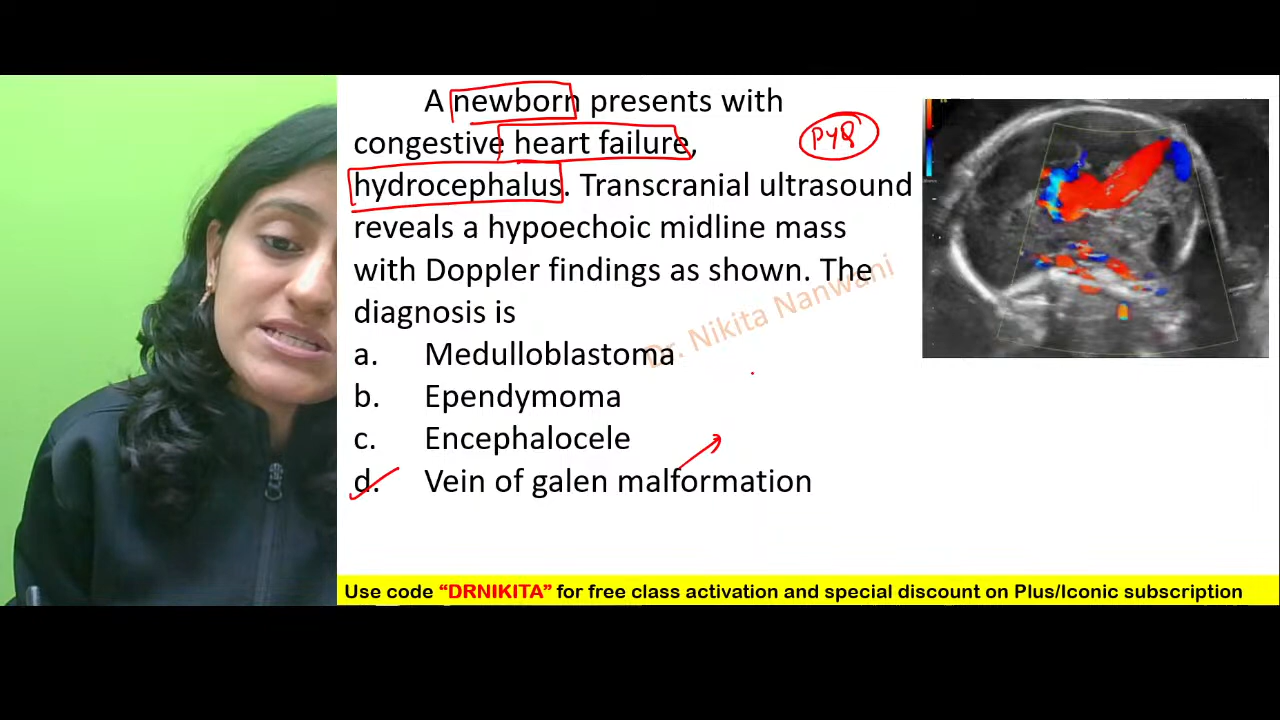 A newborn presents with
congestive heart failure,
PYQ
hydrocephalus. Transcranial ultrasound
reveals a hypoechoic midline mass
with Doppler findings as shown. The
diagnosis is
Dr. Nikita Nanwani
a. Medulloblastoma
b. Ependymoma
c. Encephalocele
d. Vein of galen malformation
Use code “DRNIKITA” for free class activation and special discount on Plus/Iconic subscription